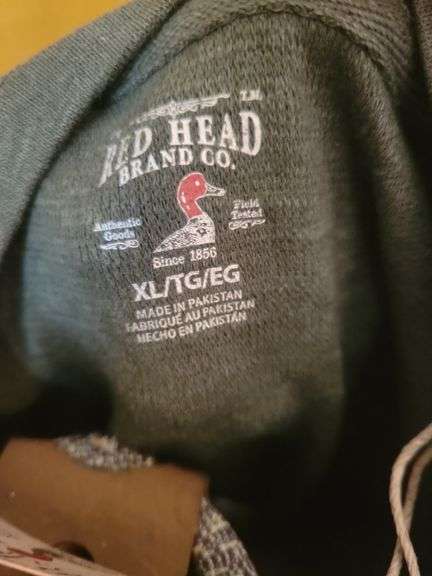 T.M.
RED HEAD
BRAND CO.
Authentic Goods
Field Tested
Since 1856
XL/TG/EG
MADE IN PAKISTAN
FABRIQUÉ AU PAKISTAN
HECHO EN PAKISTAN